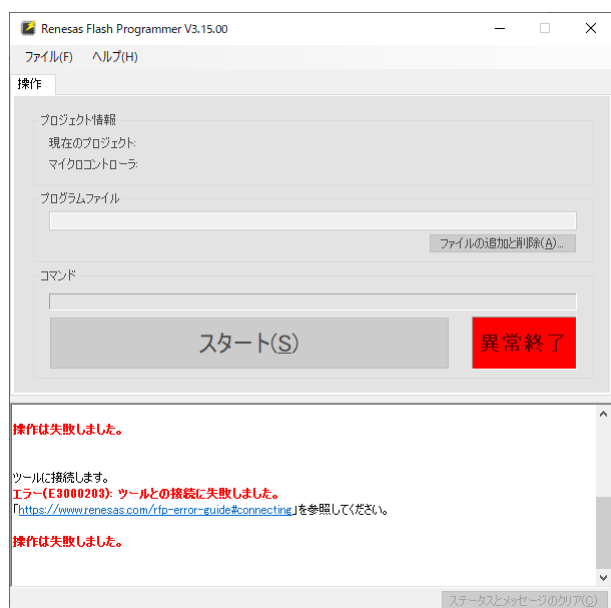 Renesas Flash Programmer V3.15.00
ファイル(F) ヘルプ(H)
操作
プロジェクト情報
現在のプロジェクト:
マイクロコントローラ:
プログラムファイル
ファイルの追加と削除(A)...
コマンド
スタート(S)
異常終了
操作は失敗しました。
ツールに接続します。
エラー(E3000203): ツールとの接続に失敗しました。
「https://www.renesas.com/rfp-error-guide#connecting」を参照してください。
操作は失敗しました。
ステータスとメッセージのクリア(C)